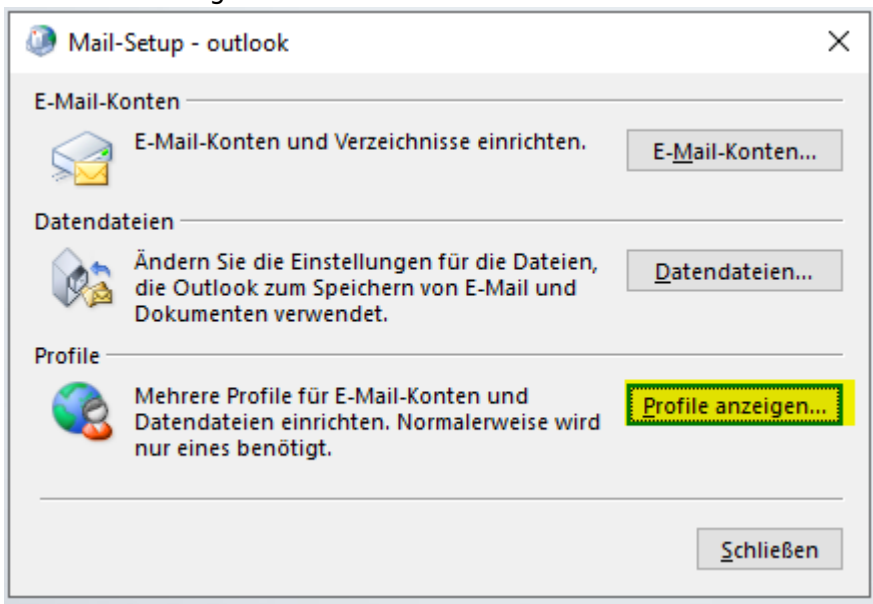 Mail-Setup - outlook
E-Mail-Konten
E-Mail-Konten und Verzeichnisse einrichten.
E-Mail-Konten...
Datendateien
Ändern Sie die Einstellungen für die Dateien,
die Outlook zum Speichern von E-Mail und
Dokumenten verwendet.
Datendateien...
Profile
Mehrere Profile für E-Mail-Konten und
Datendateien einrichten. Normalerweise wird
nur eines benötigt.
Profile anzeigen...
Schließen